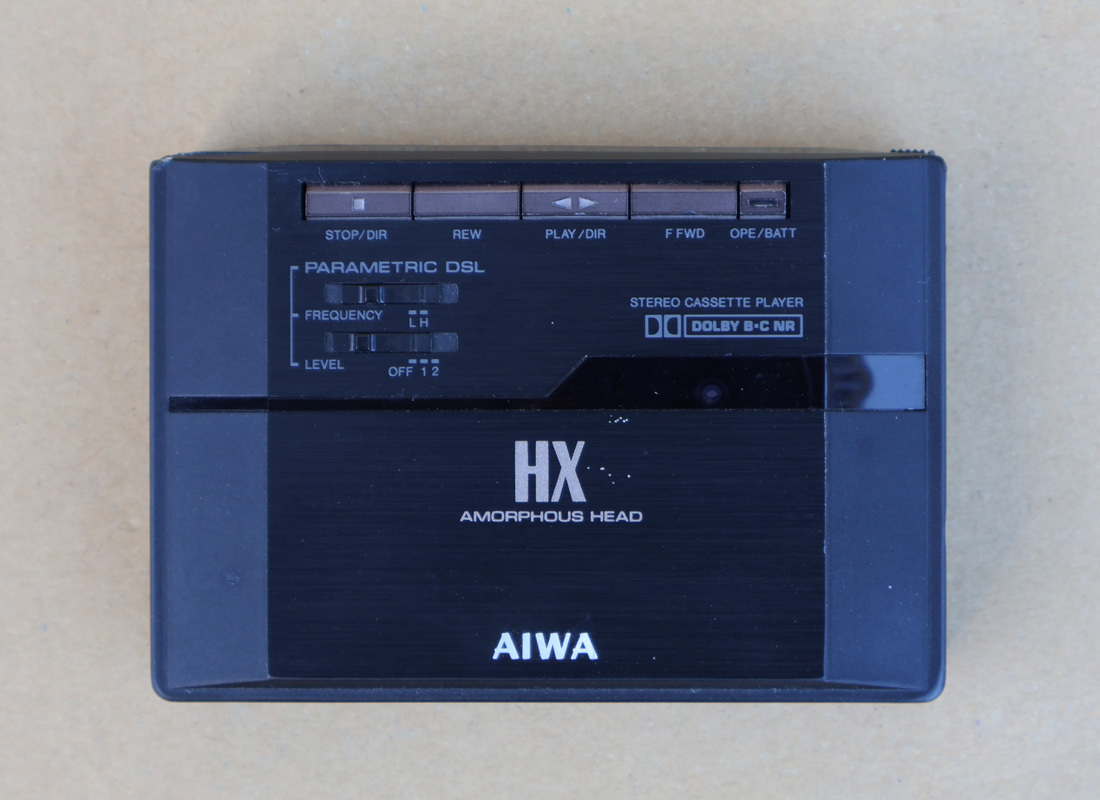 STOP/DIR REW PLAY/DIR F FWD OPE/BATT
PARAMETRIC DSL
FREQUENCY
L H
LEVEL
OFF 1 2
STEREO CASSETTE PLAYER
DOLBY B•C NR
HX
AMORPHOUS HEAD
AIWA